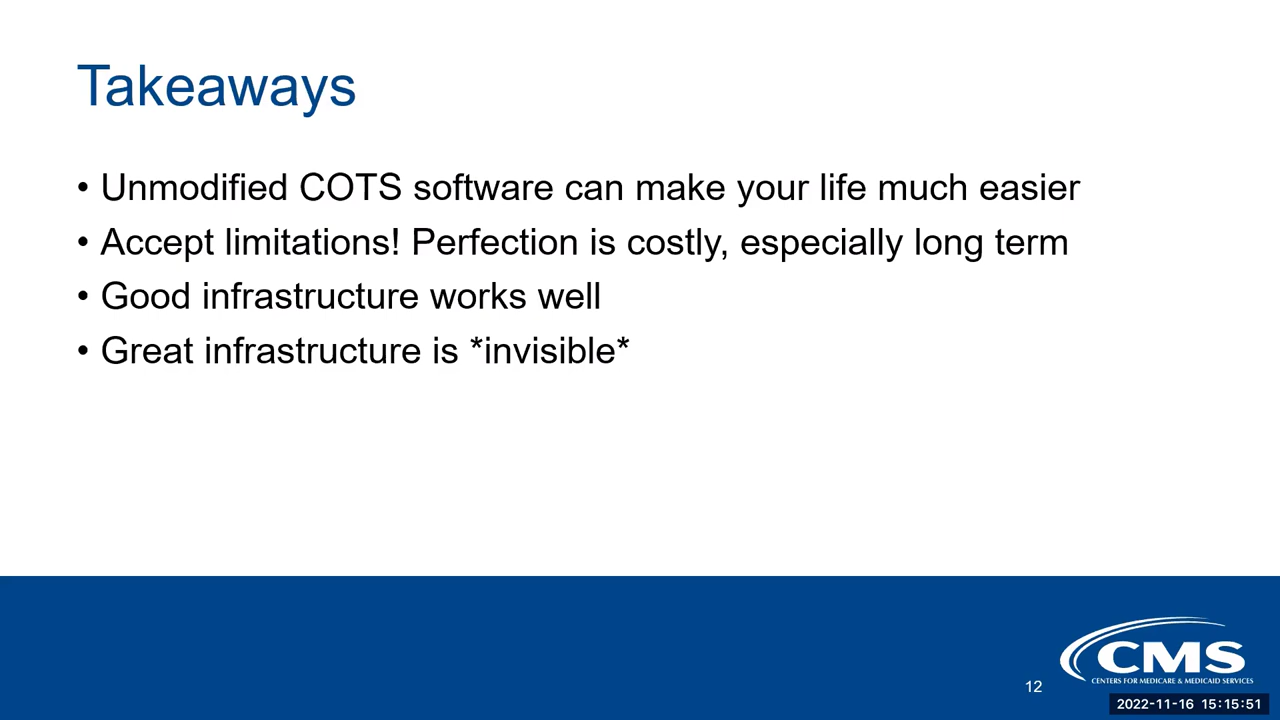 Takeaways
• Unmodified COTS software can make your life much easier
• Accept limitations! Perfection is costly, especially long term
• Good infrastructure works well
• Great infrastructure is *invisible*
CMS
CENTERS FOR MEDICARE & MEDICAID SERVICES
12
2022-11-16 15:15:51